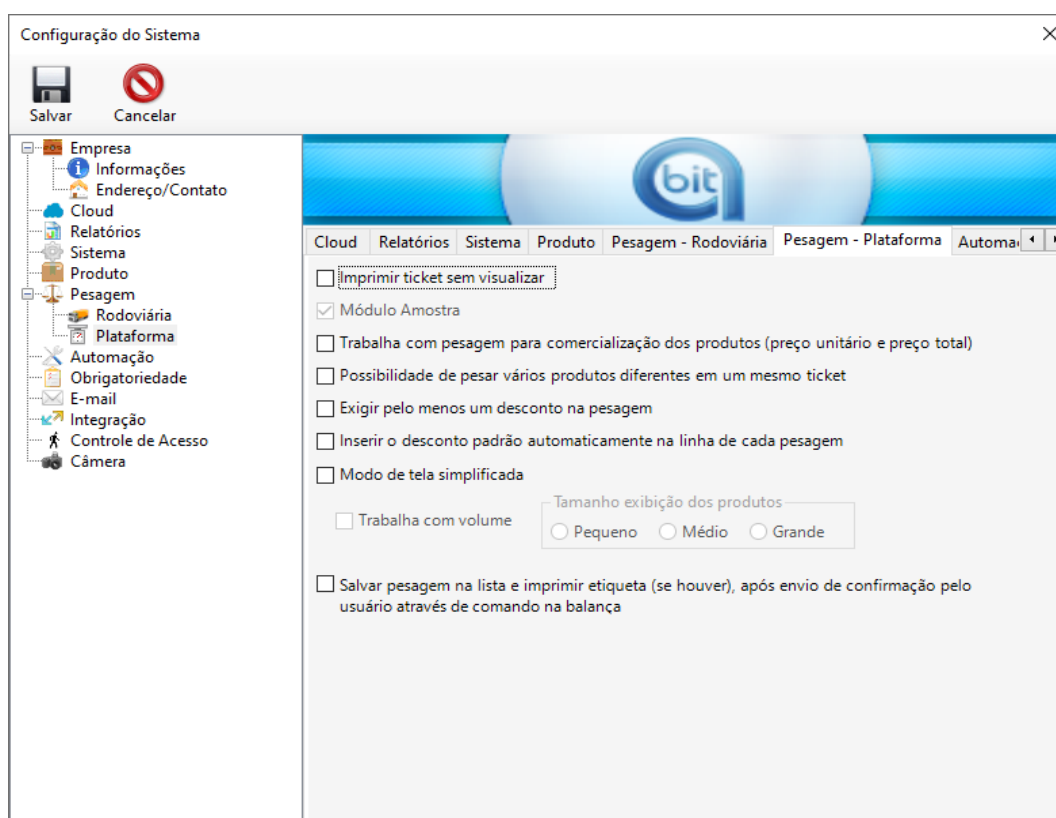 Configuração do Sistema
Salvar Cancelar
Empresa
Informações
Endereço/Contato
Cloud
Relatórios
Sistema
Produto
Pesagem
Rodoviária
Plataforma
Automação
Obrigatoriedade
E-mail
Integração
Controle de Acesso
Câmera
bit
Cloud Relatórios Sistema Produto Pesagem - Rodoviária Pesagem - Plataforma Automa
Imprimir ticket sem visualizar
Módulo Amostra
Trabalha com pesagem para comercialização dos produtos (preço unitário e preço total)
Possibilidade de pesar vários produtos diferentes em um mesmo ticket
Exigir pelo menos um desconto na pesagem
Inserir o desconto padrão automaticamente na linha de cada pesagem
Modo de tela simplificada
Trabalha com volume
Tamanho exibição dos produtos
Pequeno Médio Grande
Salvar pesagem na lista e imprimir etiqueta (se houver), após envio de confirmação pelo
usuário através de comando na balança